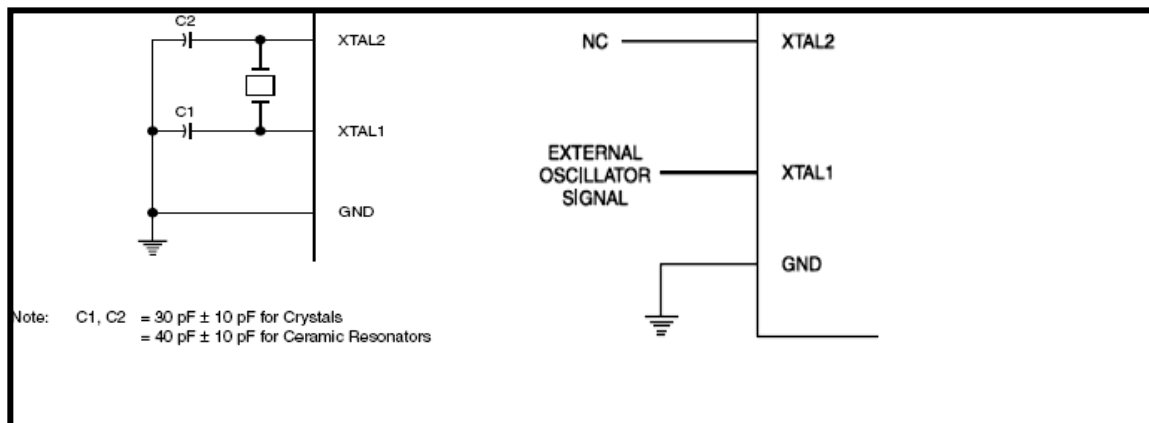 C2
XTAL2
C1
XTAL1
GND
Note: C1, C2 = 30 pF ± 10 pF for Crystals
= 40 pF ± 10 pF for Ceramic Resonators
NC
XTAL2
EXTERNAL
OSCILLATOR
SIGNAL
XTAL1
GND